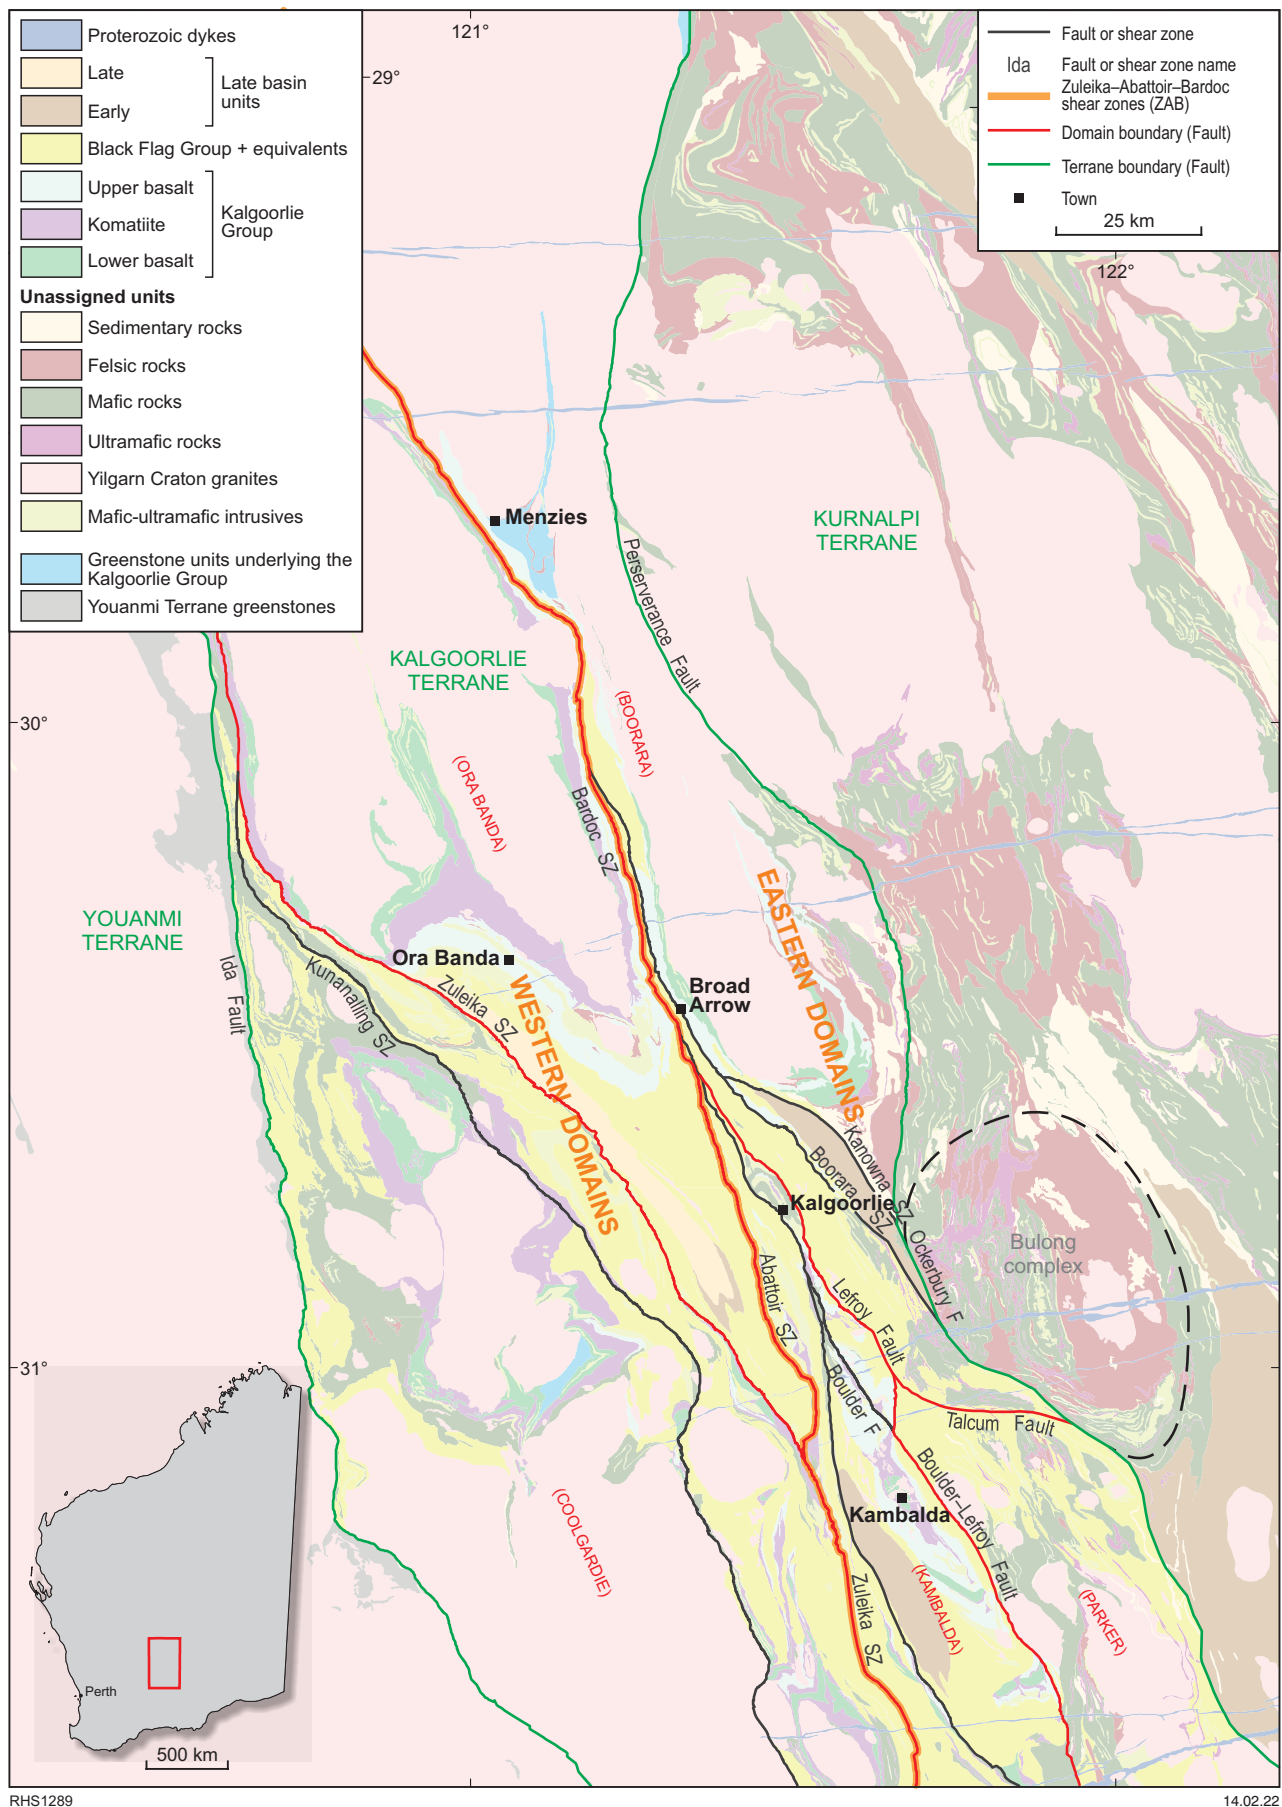 Proterozoic dykes
Late
Early
Late basin
units
Black Flag Group + equivalents
Upper basalt
Komatiite
Lower basalt
Kalgoorlie
Group
Unassigned units
Sedimentary rocks
Felsic rocks
Mafic rocks
Ultramafic rocks
Yilgarn Craton granites
Mafic-ultramafic intrusives
Greenstone units underlying the
Kalgoorlie Group
Youanmi Terrane greenstones
121°
29°
Fault or shear zone
Ida
Fault or shear zone name
Zuleika–Abattoir–Bardoc
shear zones (ZAB)
Domain boundary (Fault)
Terrane boundary (Fault)
Town
25 km
122°
Menzies
KURNALPI
TERRANE
Perserverance Fault
KALGOORLIE
TERRANE
30°
(BOORARA)
(ORA BANDA)
Bardoc SZ
EASTERN DOMAINS
YOUANMI
TERRANE
Ida Fault
Ora Banda
Kunanalling SZ
Zuleika SZ
WESTERN DOMAINS
Broad
Arrow
Kanowna SZ
Boorara SZ
Kalgoorlie
Ockerbury F
Bulong
complex
Abattoir SZ
Lefroy Fault
31°
Boulder F
Talcum Fault
Boulder–Lefroy Fault
Kambalda
(COOLGARDIE)
Zuleika SZ
(KAMBALDA)
(PARKER)
Perth
500 km
RHS1289
14.02.22